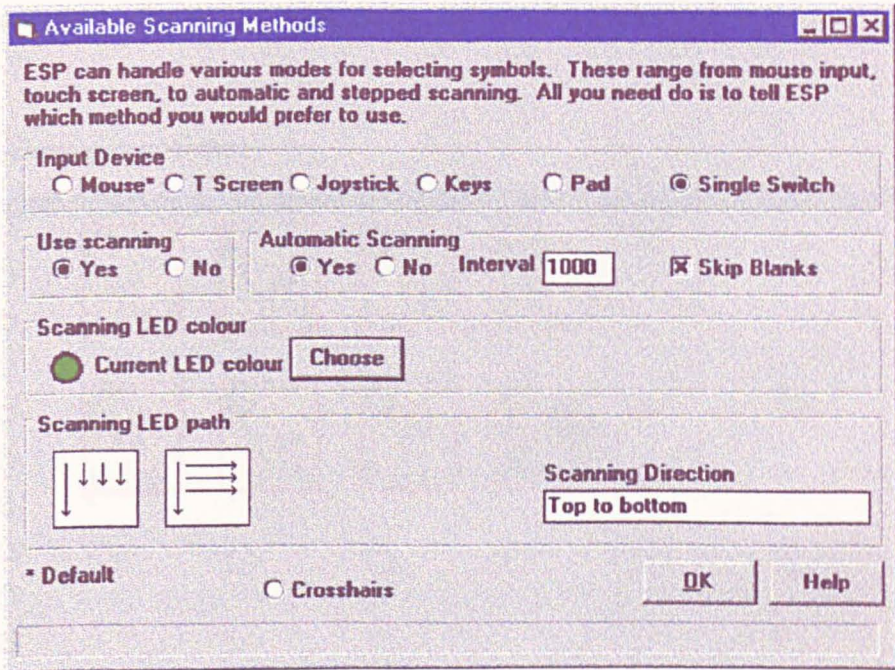 Available Scanning Methods
ESP can handle various modes for selecting symbols. These range from mouse input,
touch screen, to automatic and stepped scanning. All you need do is to tell ESP
which method you would prefer to use.
Input Device
Mouse* T Screen Joystick Keys Pad Single Switch
Use scanning Automatic Scanning
Yes No Yes No Interval 1000 Skip Blanks
Scanning LED colour
Current LED colour Choose
Scanning LED path
Scanning Direction
Top to bottom
* Default Crosshairs OK Help